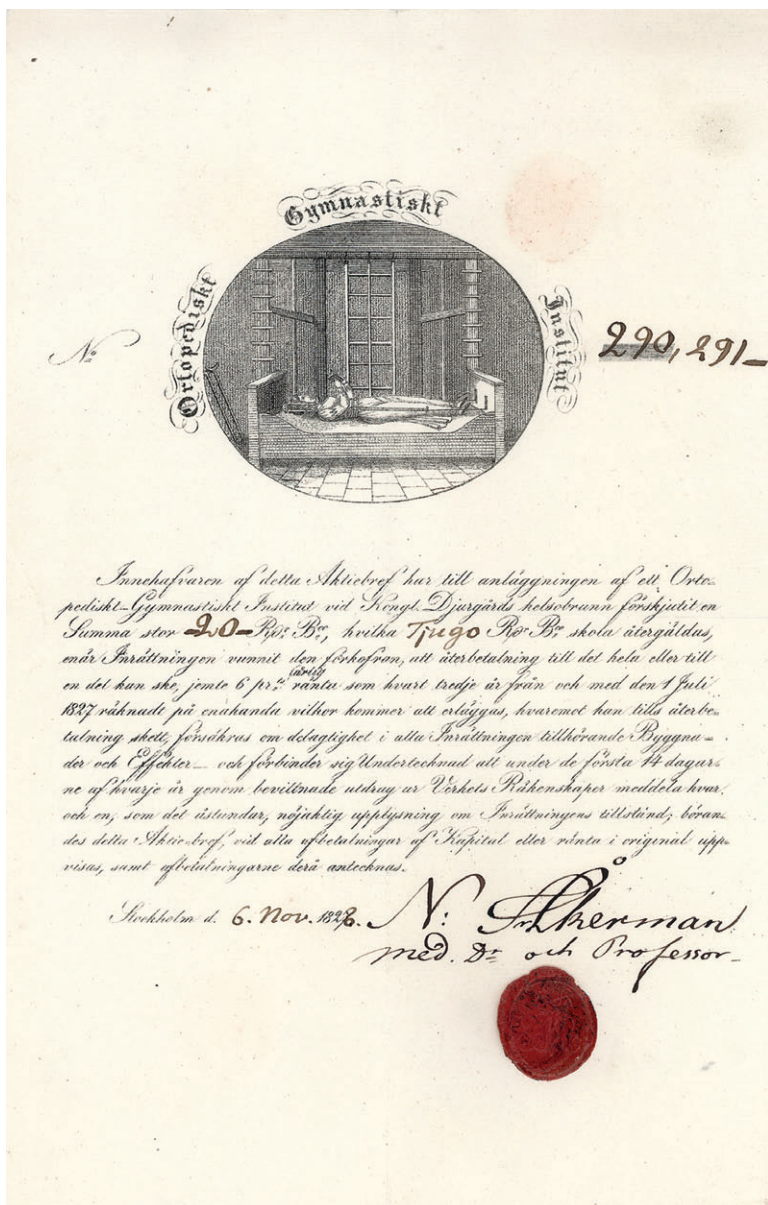 Ortopediskt Gymnastiskt Institut
No 290, 291_
Innehafvaren af detta Aktiebref har till anläggningen af ett Orto-
pediskt-Gymnastiskt Institut vid Kongl. Djurgårds helsobrunn förskjutit en
Summa stor 20_ Rdr. Bco, hvilka Tjugo Rdr Bco skola återgäldas,
enär Inrättningen vunnit den förkofran, att återbetalning till det hela eller till
en del kan ske, jemte 6 pr. Ct. årlig ränta som hvart tredje år från och med den 1 Juli
1827 räknadt på enahanda vilkor kommer att erläggas, hvaremot han tills återbe-
talning skett, försäkras om delagtighet i alla Inrättningen tillhörande Byggna-
der och Effekter_ och förbinder sig Undertecknad att under de första 14 dagar-
ne af hvarje år genom bevittnade utdrag ur Verkets Räkenskaper meddela hvar
och en, som det åstundar, nöjaktig upplysning om Inrättningens tillstånd; böran-
des detta Aktie-bref, vid alla afbetalningar af Kapital eller ränta i original upp-
visas, samt afbetalningarne derå antecknas.
Stockholm d. 6. Nov. 1828. N: Åkerman
med. Dr och Professor_